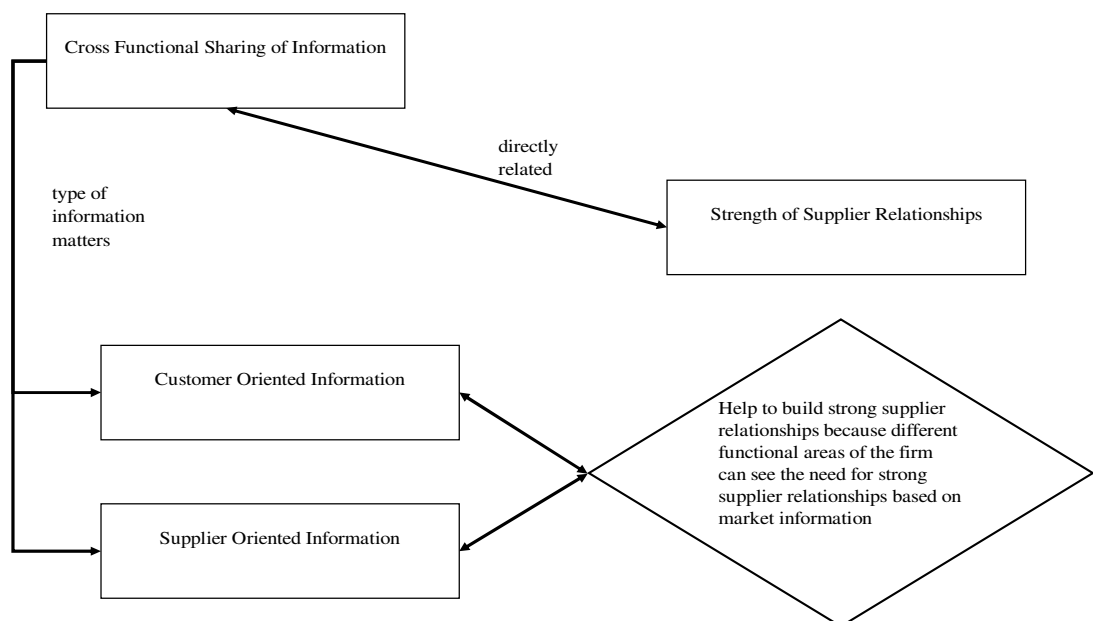 Cross Functional Sharing of Information
directly
related
type of
information
matters
Strength of Supplier Relationships
Customer Oriented Information
Help to build strong supplier
relationships because different
functional areas of the firm
can see the need for strong
supplier relationships based on
market information
Supplier Oriented Information